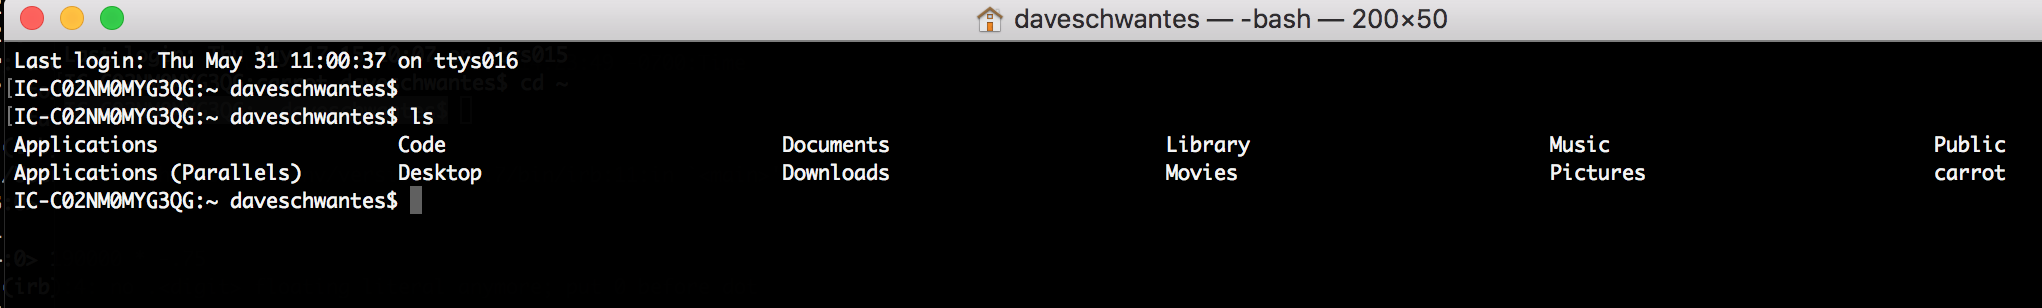 daveschwantes — -bash — 200×50
Last login: Thu May 31 11:00:37 on ttys016
[IC-C02NM0MYG3QG:~ daveschwantes$
[IC-C02NM0MYG3QG:~ daveschwantes$ ls
Applications Code Documents Library Music Public
Applications (Parallels) Desktop Downloads Movies Pictures carrot
IC-C02NM0MYG3QG:~ daveschwantes$